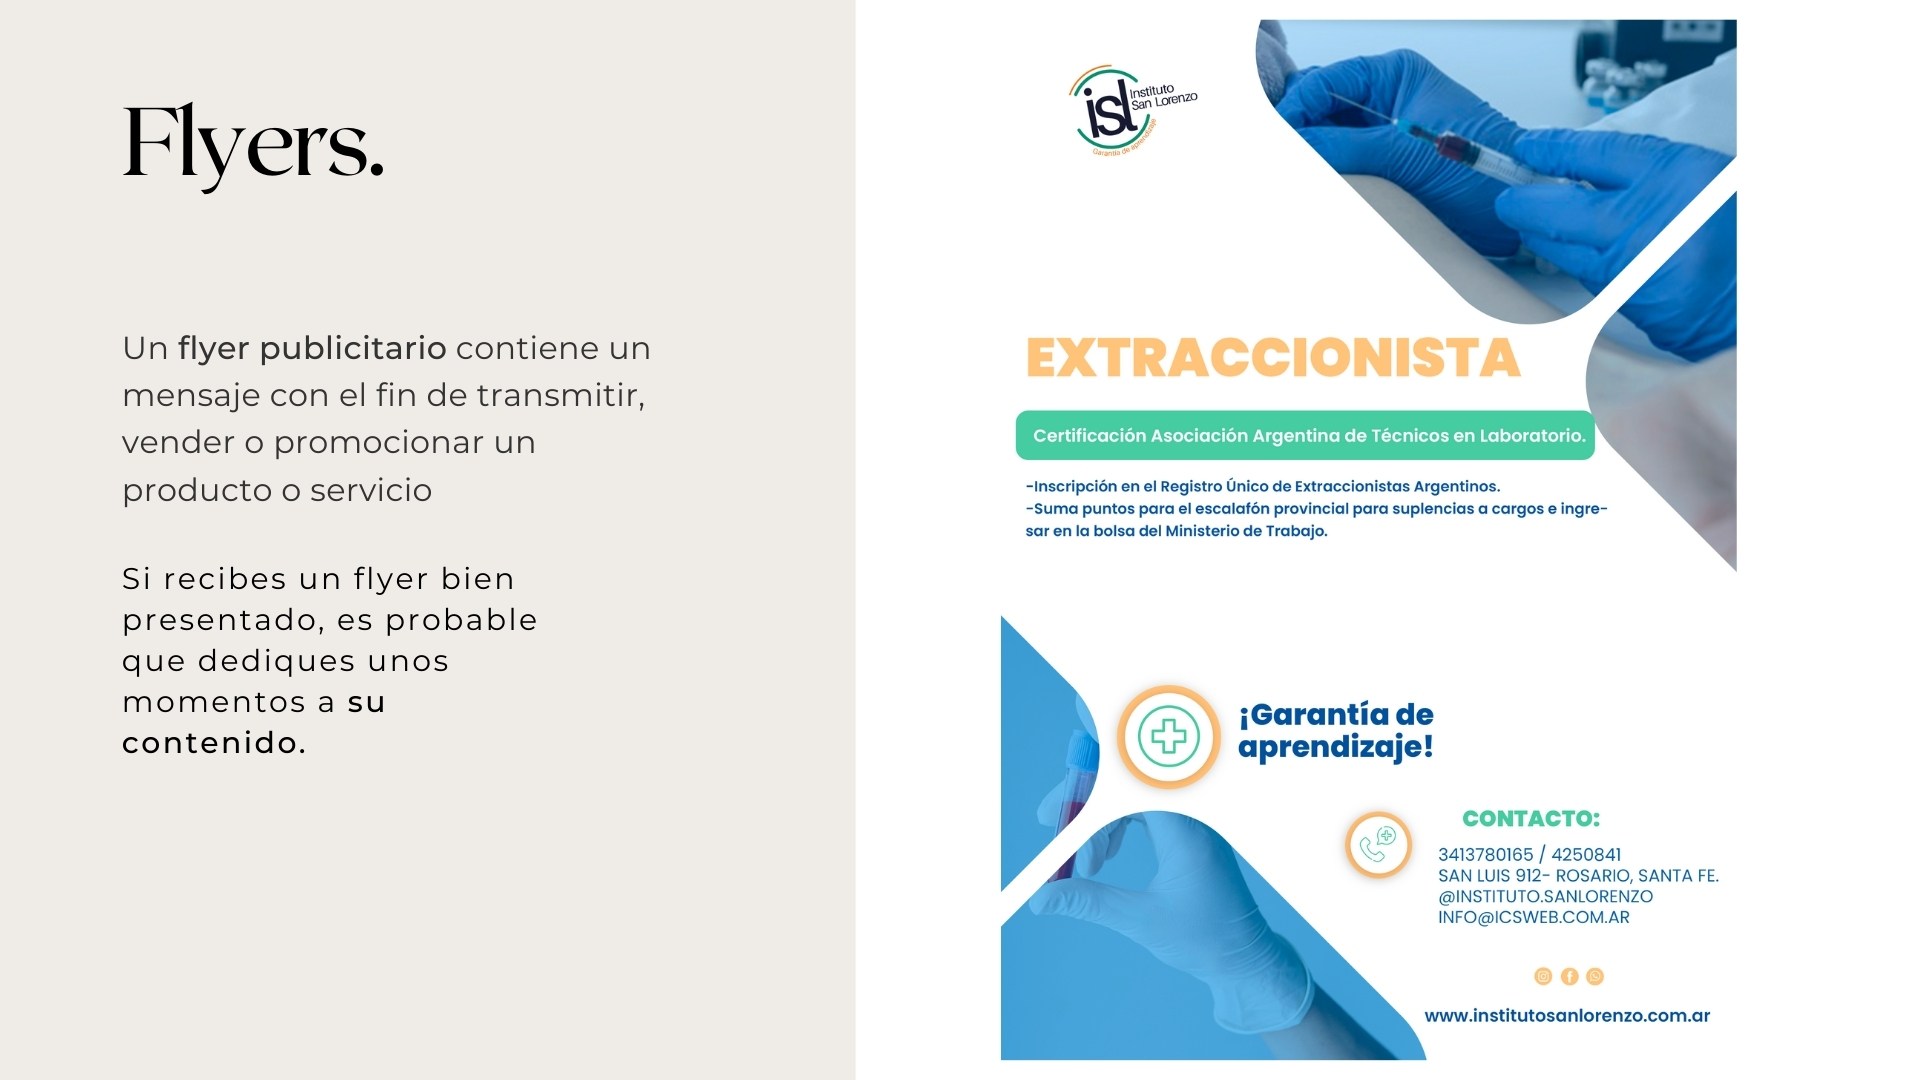 Flyers.
Un flyer publicitario contiene un
mensaje con el fin de transmitir,
vender o promocionar un
producto o servicio
Si recibes un flyer bien
presentado, es probable
que dediques unos
momentos a su
contenido.
isl
Instituto
San Lorenzo
Garantía de aprendizaje
EXTRACCIONISTA
Certificación Asociación Argentina de Técnicos en Laboratorio.
-Inscripción en el Registro Único de Extraccionistas Argentinos.
-Suma puntos para el escalafón provincial para suplencias a cargos e ingre-
sar en la bolsa del Ministerio de Trabajo.
¡Garantía de
aprendizaje!
CONTACTO:
3413780165 / 4250841
SAN LUIS 912- ROSARIO, SANTA FE.
@INSTITUTO.SANLORENZO
INFO@ICSWEB.COM.AR
www.institutosanlorenzo.com.ar